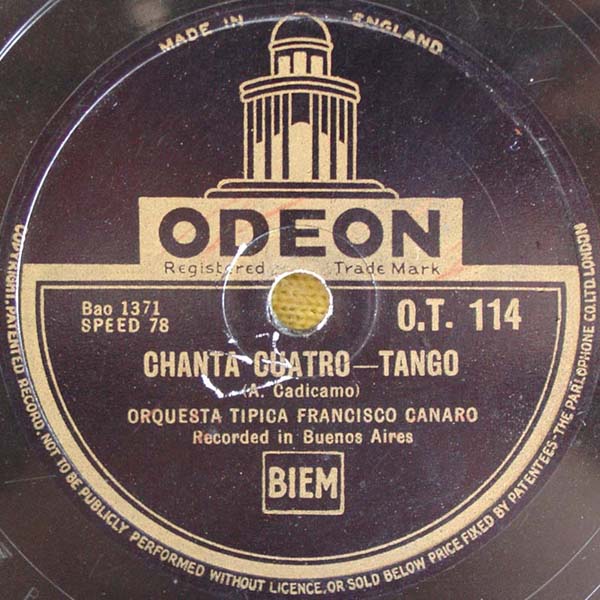 MADE IN ENGLAND
ODEON
Registered Trade Mark
Bao 1371
SPEED 78
O.T. 114
CHANTA CUATRO—TANGO
(A. Cadicamo)
ORQUESTA TIPICA FRANCISCO CANARO
Recorded in Buenos Aires
BIEM
COPYRIGHT, PATENTED RECORD. NOT TO BE PUBLICLY PERFORMED WITHOUT LICENCE, OR SOLD BELOW PRICE FIXED BY PATENTEES - THE PARLOPHONE CO. LTD. LONDON